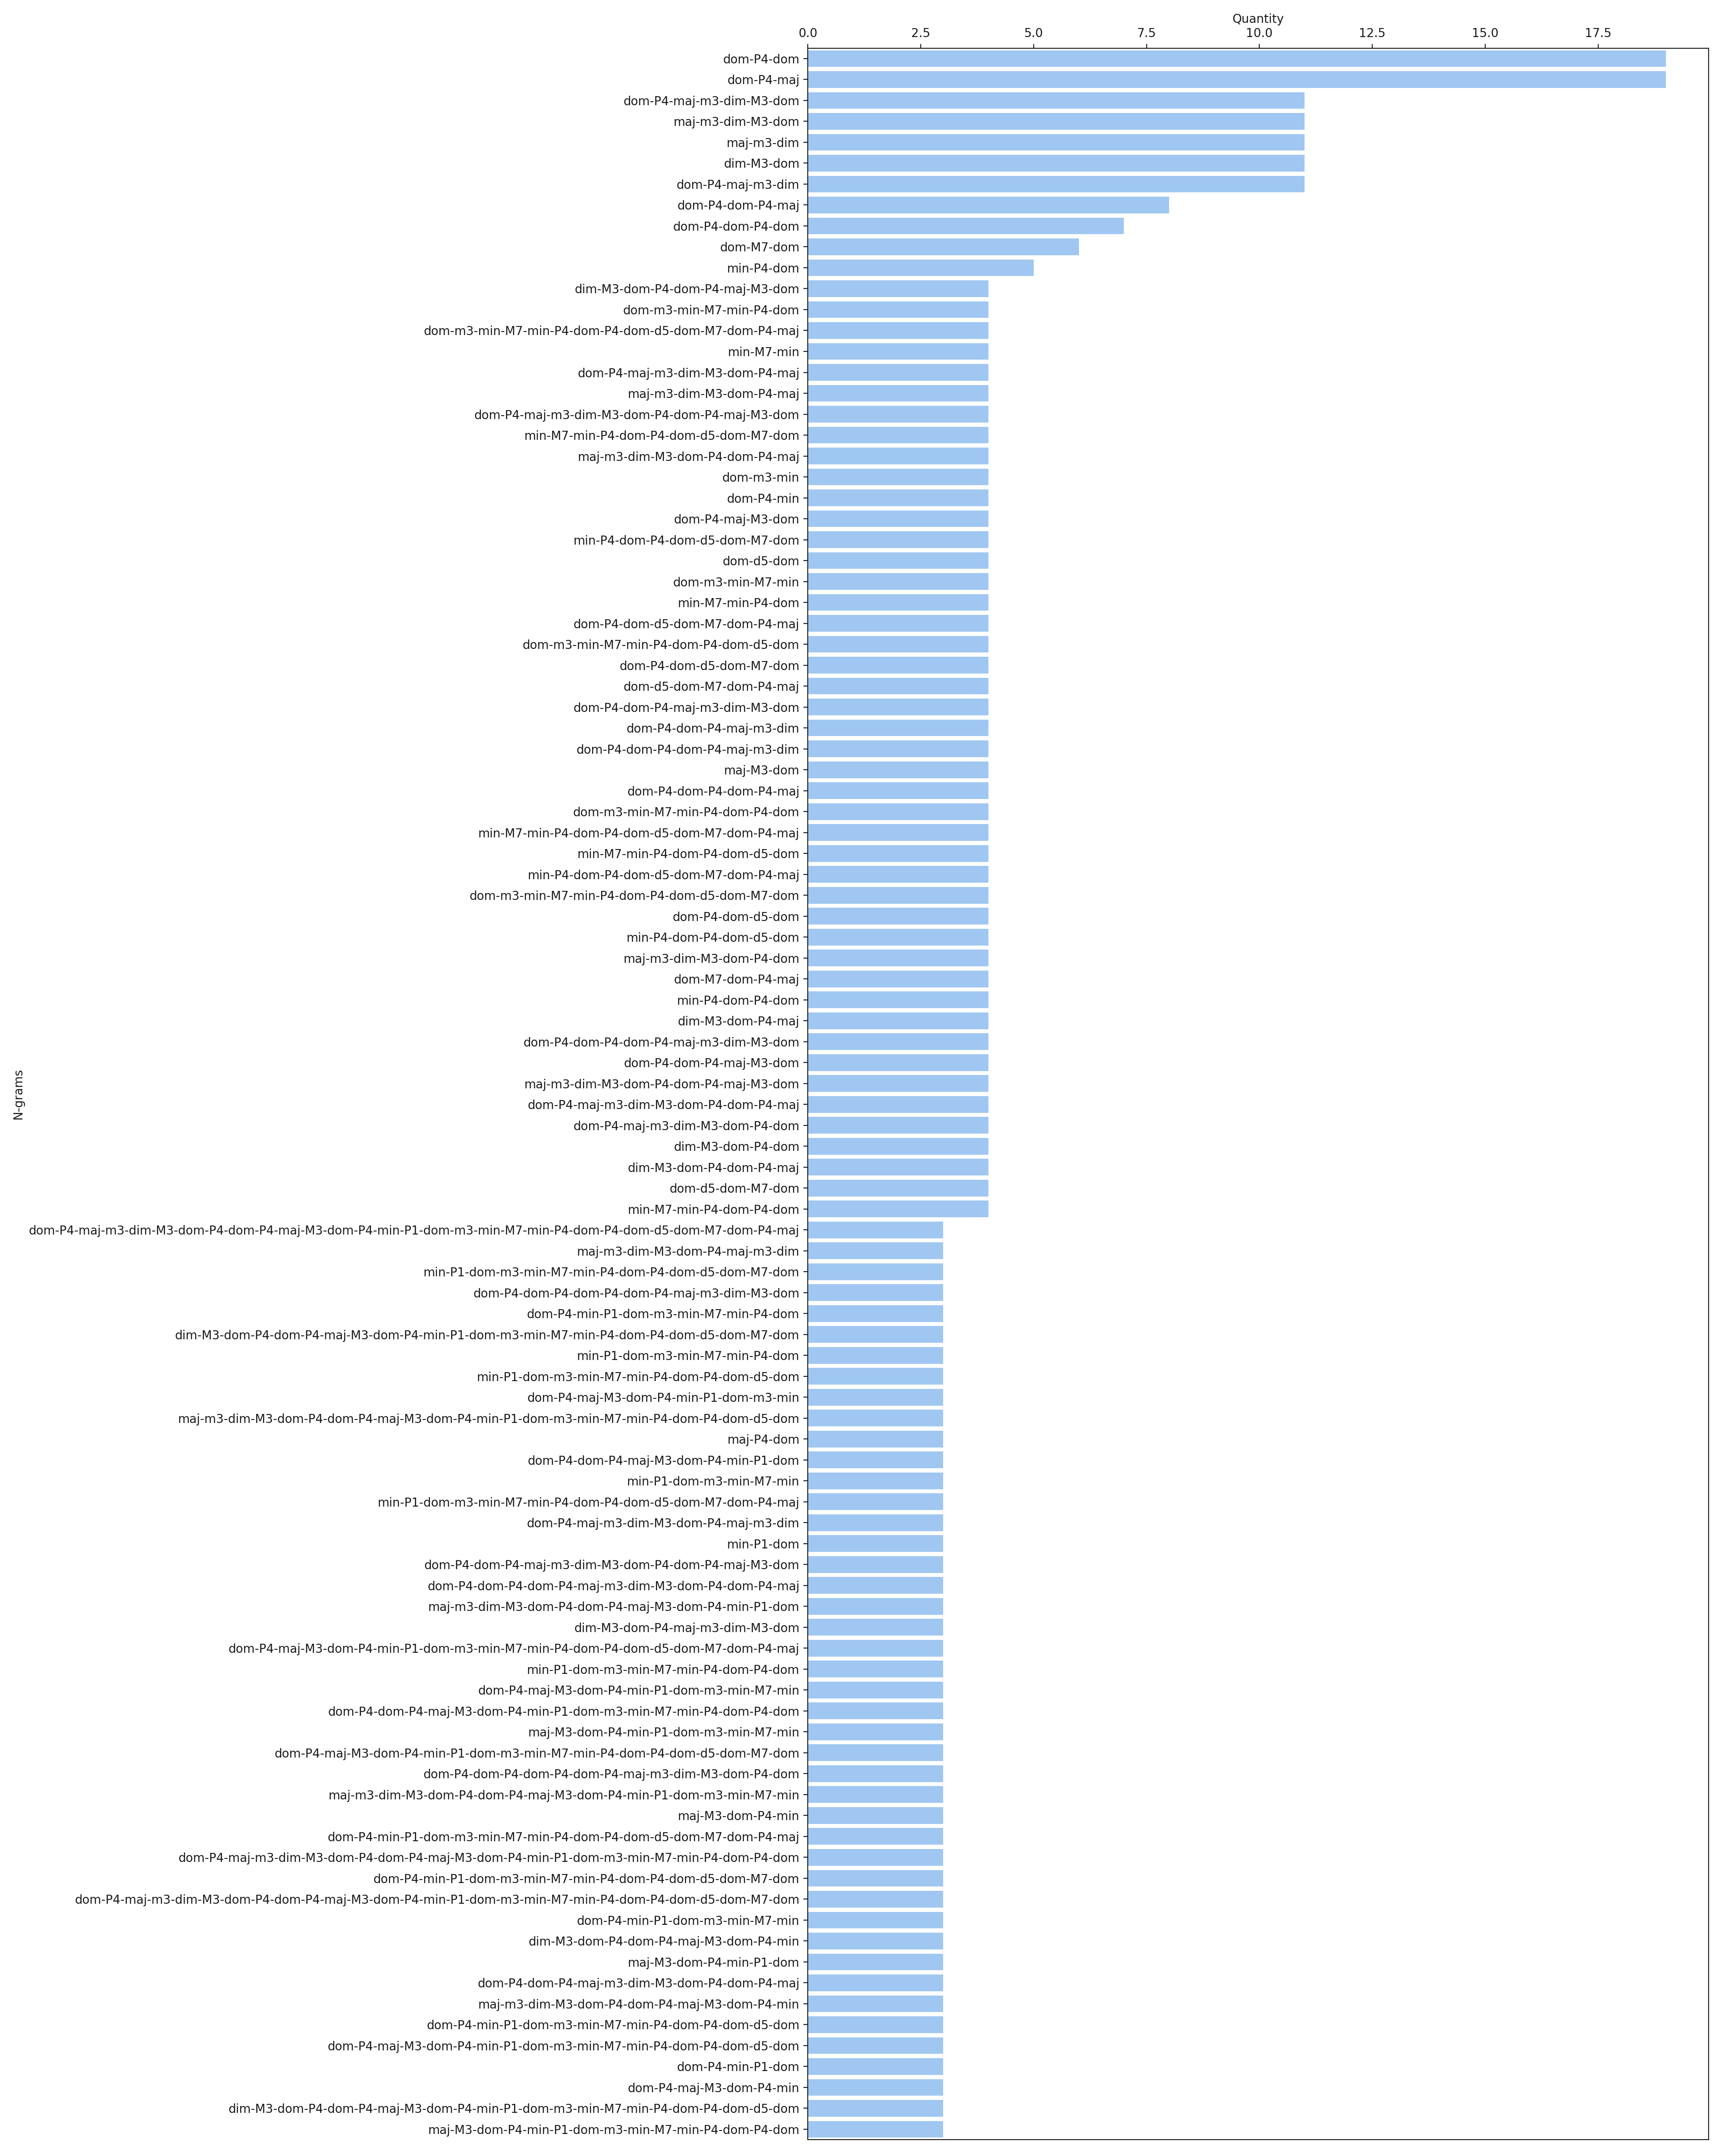 Quantity
0.0 2.5 5.0 7.5 10.0 12.5 15.0 17.5
dom-P4-dom
dom-P4-maj
dom-P4-maj-m3-dim-M3-dom
maj-m3-dim-M3-dom
maj-m3-dim
dim-M3-dom
dom-P4-maj-m3-dim
dom-P4-dom-P4-maj
dom-P4-dom-P4-dom
dom-M7-dom
min-P4-dom
dim-M3-dom-P4-dom-P4-maj-M3-dom
dom-m3-min-M7-min-P4-dom
dom-m3-min-M7-min-P4-dom-P4-dom-d5-dom-M7-dom-P4-maj
min-M7-min
dom-P4-maj-m3-dim-M3-dom-P4-maj
maj-m3-dim-M3-dom-P4-maj
dom-P4-maj-m3-dim-M3-dom-P4-dom-P4-maj-M3-dom
min-M7-min-P4-dom-P4-dom-d5-dom-M7-dom
maj-m3-dim-M3-dom-P4-dom-P4-maj
dom-m3-min
dom-P4-min
dom-P4-maj-M3-dom
min-P4-dom-P4-dom-d5-dom-M7-dom
dom-d5-dom
dom-m3-min-M7-min
min-M7-min-P4-dom
dom-P4-dom-d5-dom-M7-dom-P4-maj
dom-m3-min-M7-min-P4-dom-P4-dom-d5-dom
dom-P4-dom-d5-dom-M7-dom
dom-d5-dom-M7-dom-P4-maj
dom-P4-dom-P4-maj-m3-dim-M3-dom
dom-P4-dom-P4-maj-m3-dim
dom-P4-dom-P4-dom-P4-maj-m3-dim
maj-M3-dom
dom-P4-dom-P4-dom-P4-maj
dom-m3-min-M7-min-P4-dom-P4-dom
min-M7-min-P4-dom-P4-dom-d5-dom-M7-dom-P4-maj
min-M7-min-P4-dom-P4-dom-d5-dom
min-P4-dom-P4-dom-d5-dom-M7-dom-P4-maj
dom-m3-min-M7-min-P4-dom-P4-dom-d5-dom-M7-dom
dom-P4-dom-d5-dom
min-P4-dom-P4-dom-d5-dom
maj-m3-dim-M3-dom-P4-dom
dom-M7-dom-P4-maj
min-P4-dom-P4-dom
dim-M3-dom-P4-maj
dom-P4-dom-P4-dom-P4-maj-m3-dim-M3-dom
dom-P4-dom-P4-maj-M3-dom
maj-m3-dim-M3-dom-P4-dom-P4-maj-M3-dom
dom-P4-maj-m3-dim-M3-dom-P4-dom-P4-maj
dom-P4-maj-m3-dim-M3-dom-P4-dom
dim-M3-dom-P4-dom
dim-M3-dom-P4-dom-P4-maj
dom-d5-dom-M7-dom
min-M7-min-P4-dom-P4-dom
dom-P4-maj-m3-dim-M3-dom-P4-dom-P4-maj-M3-dom-P4-min-P1-dom-m3-min-M7-min-P4-dom-P4-dom-d5-dom-M7-dom-P4-maj
maj-m3-dim-M3-dom-P4-maj-m3-dim
min-P1-dom-m3-min-M7-min-P4-dom-P4-dom-d5-dom-M7-dom
dom-P4-dom-P4-dom-P4-dom-P4-maj-m3-dim-M3-dom
dom-P4-min-P1-dom-m3-min-M7-min-P4-dom
dim-M3-dom-P4-dom-P4-maj-M3-dom-P4-min-P1-dom-m3-min-M7-min-P4-dom-P4-dom-d5-dom-M7-dom
min-P1-dom-m3-min-M7-min-P4-dom
min-P1-dom-m3-min-M7-min-P4-dom-P4-dom-d5-dom
dom-P4-maj-M3-dom-P4-min-P1-dom-m3-min
maj-m3-dim-M3-dom-P4-dom-P4-maj-M3-dom-P4-min-P1-dom-m3-min-M7-min-P4-dom-P4-dom-d5-dom
maj-P4-dom
dom-P4-dom-P4-maj-M3-dom-P4-min-P1-dom
min-P1-dom-m3-min-M7-min
min-P1-dom-m3-min-M7-min-P4-dom-P4-dom-d5-dom-M7-dom-P4-maj
dom-P4-maj-m3-dim-M3-dom-P4-maj-m3-dim
min-P1-dom
dom-P4-dom-P4-maj-m3-dim-M3-dom-P4-dom-P4-maj-M3-dom
dom-P4-dom-P4-dom-P4-maj-m3-dim-M3-dom-P4-dom-P4-maj
maj-m3-dim-M3-dom-P4-dom-P4-maj-M3-dom-P4-min-P1-dom
dim-M3-dom-P4-maj-m3-dim-M3-dom
dom-P4-maj-M3-dom-P4-min-P1-dom-m3-min-M7-min-P4-dom-P4-dom-d5-dom-M7-dom-P4-maj
min-P1-dom-m3-min-M7-min-P4-dom-P4-dom
dom-P4-maj-M3-dom-P4-min-P1-dom-m3-min-M7-min
dom-P4-dom-P4-maj-M3-dom-P4-min-P1-dom-m3-min-M7-min-P4-dom-P4-dom
maj-M3-dom-P4-min-P1-dom-m3-min-M7-min
dom-P4-maj-M3-dom-P4-min-P1-dom-m3-min-M7-min-P4-dom-P4-dom-d5-dom-M7-dom
dom-P4-dom-P4-dom-P4-dom-P4-maj-m3-dim-M3-dom-P4-dom
maj-m3-dim-M3-dom-P4-dom-P4-maj-M3-dom-P4-min-P1-dom-m3-min-M7-min
maj-M3-dom-P4-min
dom-P4-min-P1-dom-m3-min-M7-min-P4-dom-P4-dom-d5-dom-M7-dom-P4-maj
dom-P4-maj-m3-dim-M3-dom-P4-dom-P4-maj-M3-dom-P4-min-P1-dom-m3-min-M7-min-P4-dom-P4-dom
dom-P4-min-P1-dom-m3-min-M7-min-P4-dom-P4-dom-d5-dom-M7-dom
dom-P4-maj-m3-dim-M3-dom-P4-dom-P4-maj-M3-dom-P4-min-P1-dom-m3-min-M7-min-P4-dom-P4-dom-d5-dom-M7-dom
dom-P4-min-P1-dom-m3-min-M7-min
dim-M3-dom-P4-dom-P4-maj-M3-dom-P4-min
maj-M3-dom-P4-min-P1-dom
dom-P4-dom-P4-maj-m3-dim-M3-dom-P4-dom-P4-maj
maj-m3-dim-M3-dom-P4-dom-P4-maj-M3-dom-P4-min
dom-P4-min-P1-dom-m3-min-M7-min-P4-dom-P4-dom-d5-dom
dom-P4-maj-M3-dom-P4-min-P1-dom-m3-min-M7-min-P4-dom-P4-dom-d5-dom
dom-P4-min-P1-dom
dom-P4-maj-M3-dom-P4-min
dim-M3-dom-P4-dom-P4-maj-M3-dom-P4-min-P1-dom-m3-min-M7-min-P4-dom-P4-dom-d5-dom
maj-M3-dom-P4-min-P1-dom-m3-min-M7-min-P4-dom-P4-dom
N-grams